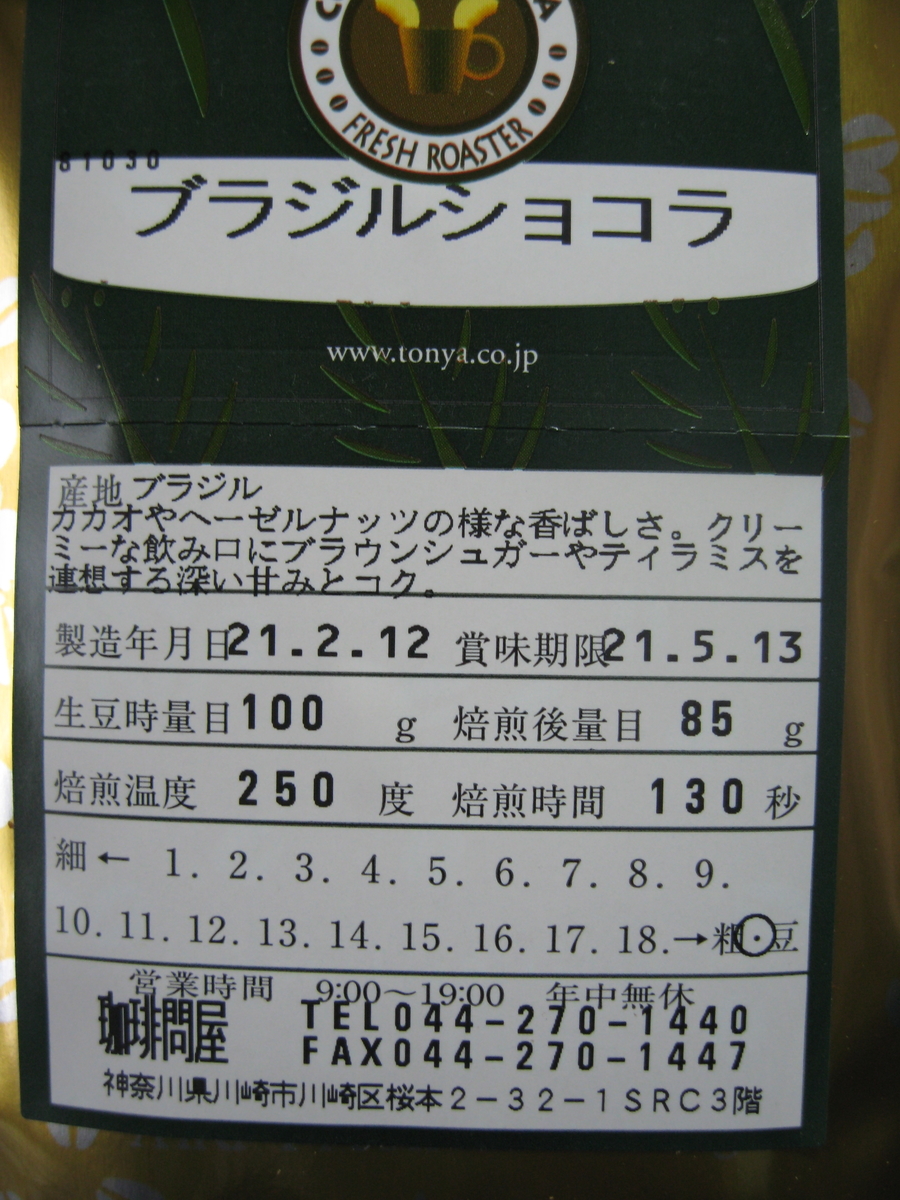 FRESH ROASTER
81030
ブラジルショコラ
www.tonya.co.jp
産地 ブラジル
カカオやヘーゼルナッツの様な香ばしさ。クリー
ミーな飲み口にブラウンシュガーやティラミスを
連想する深い甘みとコク。
製造年月日21.2.12 賞味期限21.5.13
生豆時量目100 g 焙煎後量目 85 g
焙煎温度 250 度 焙煎時間 130 秒
細← 1. 2. 3. 4. 5. 6. 7. 8. 9.
10. 11. 12. 13. 14. 15. 16. 17. 18.→粗・豆
営業時間 9:00〜19:00 年中無休
珈琲問屋 TEL044-270-1440
FAX044-270-1447
神奈川県川崎市川崎区桜本2-32-1SRC3階